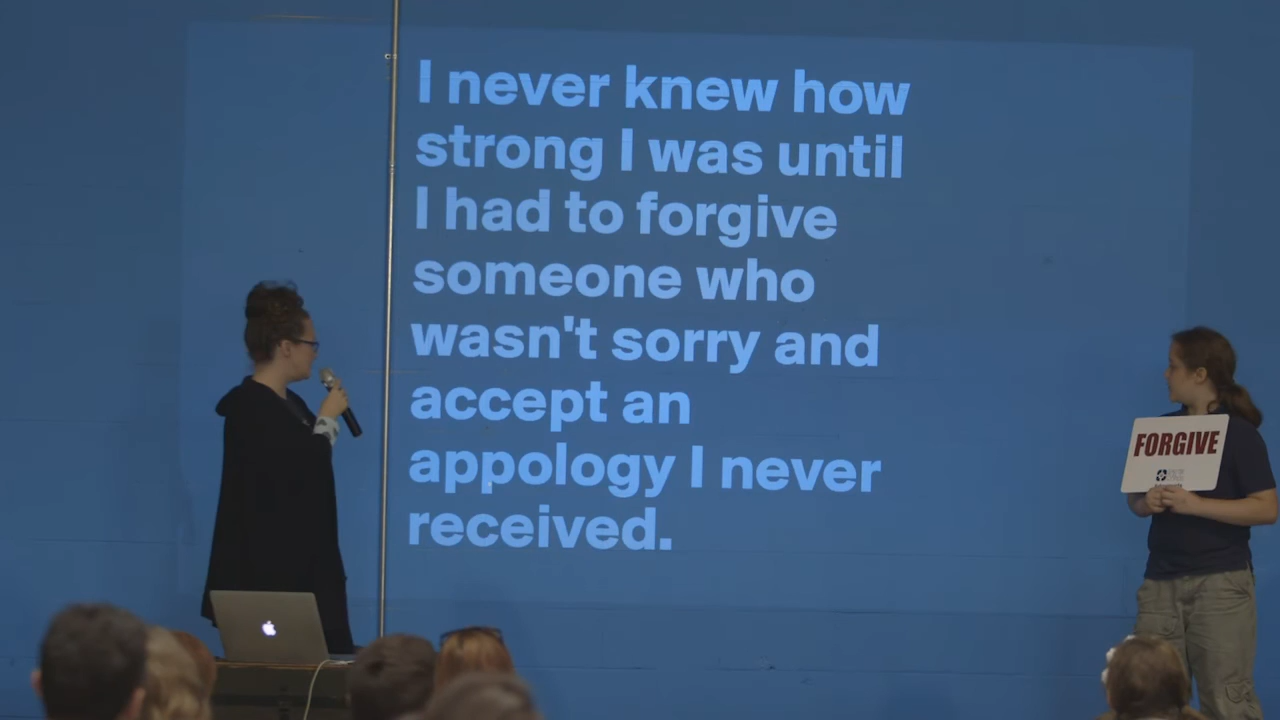 I never knew how
strong I was until
I had to forgive
someone who
wasn't sorry and
accept an
appology I never
received.
FORGIVE